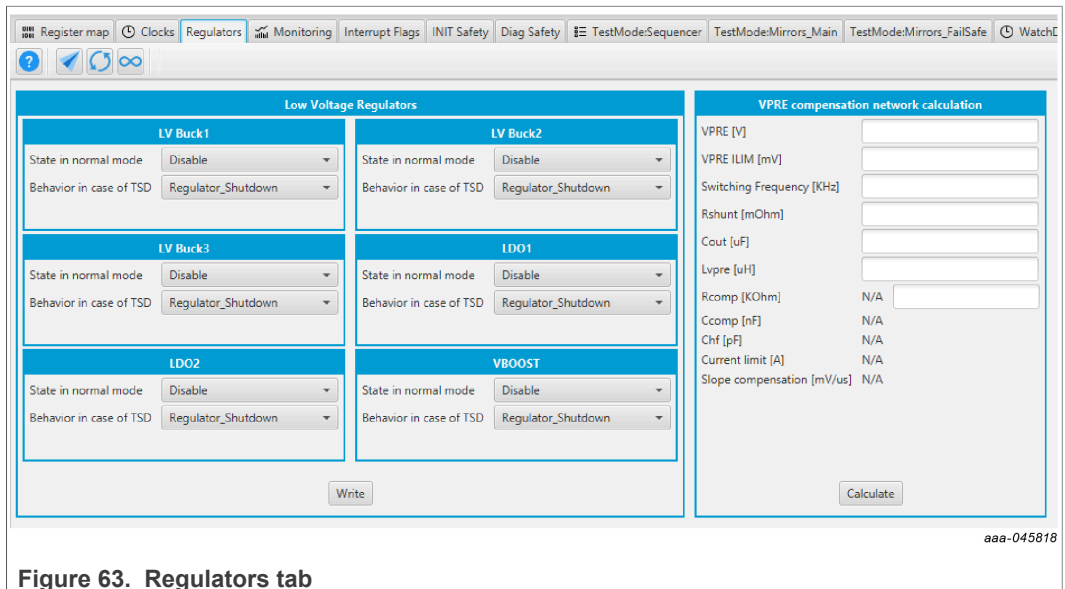 Register map Clocks Regulators Monitoring Interrupt Flags INIT Safety Diag Safety TestMode:Sequencer TestMode:Mirrors_Main TestMode:Mirrors_FailSafe WatchD
Low Voltage Regulators
LV Buck1
State in normal mode Disable
Behavior in case of TSD Regulator_Shutdown
LV Buck2
State in normal mode Disable
Behavior in case of TSD Regulator_Shutdown
LV Buck3
State in normal mode Disable
Behavior in case of TSD Regulator_Shutdown
LDO1
State in normal mode Disable
Behavior in case of TSD Regulator_Shutdown
LDO2
State in normal mode Disable
Behavior in case of TSD Regulator_Shutdown
VBOOST
State in normal mode Disable
Behavior in case of TSD Regulator_Shutdown
Write
VPRE compensation network calculation
VPRE [V]
VPRE ILIM [mV]
Switching Frequency [KHz]
Rshunt [mOhm]
Cout [uF]
Lvpre [uH]
Rcomp [KOhm] N/A
Ccomp [nF] N/A
Chf [pF] N/A
Current limit [A] N/A
Slope compensation [mV/us] N/A
Calculate
aaa-045818
Figure 63. Regulators tab